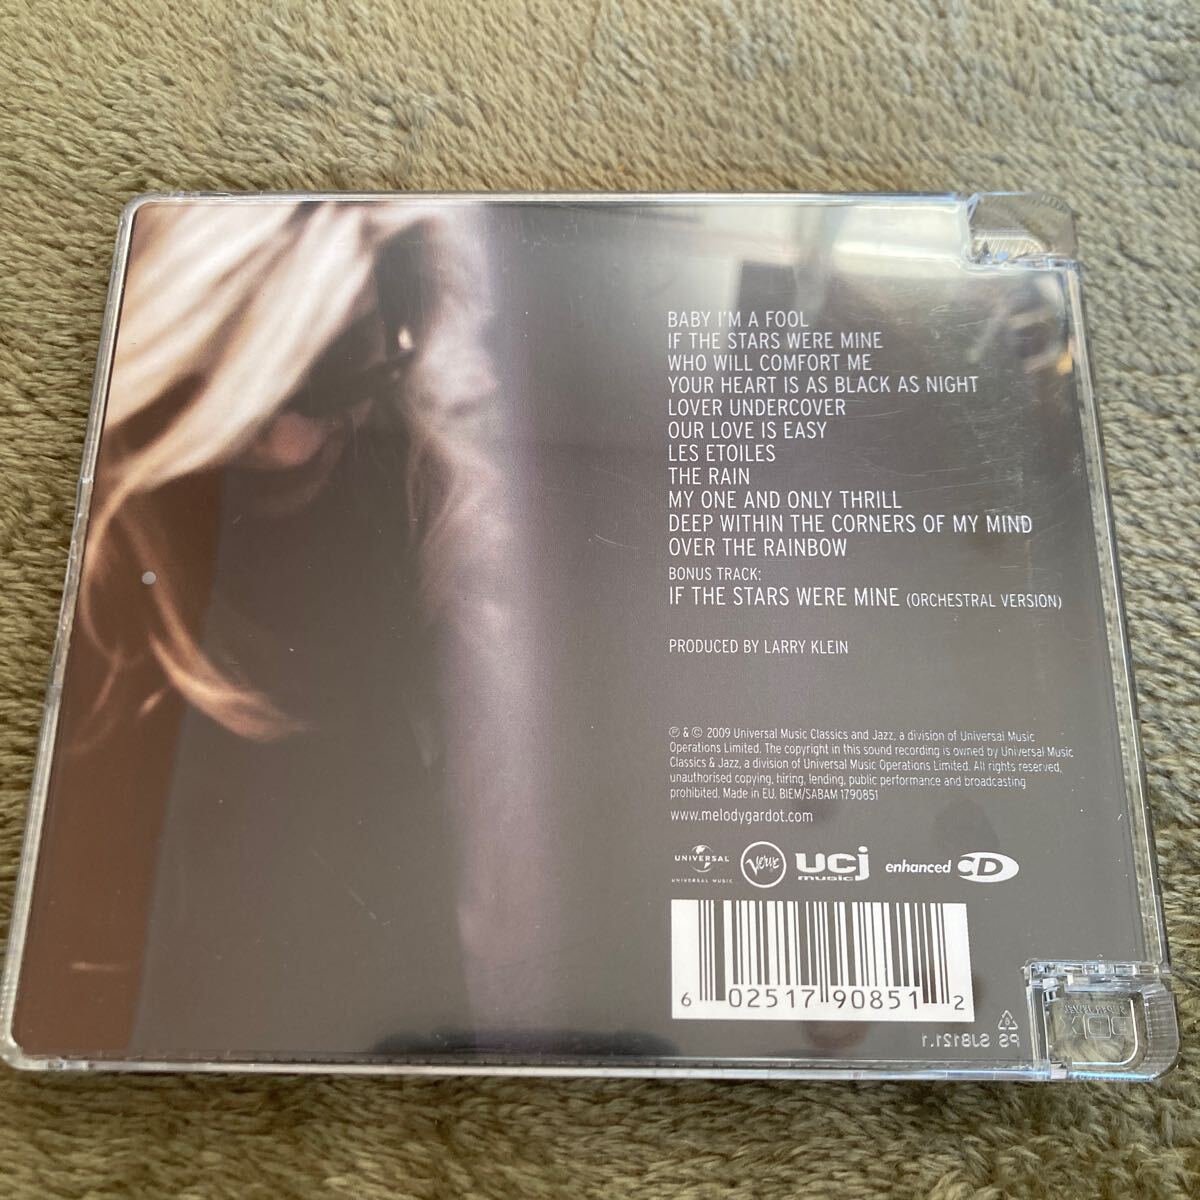 BABY I'M A FOOL
IF THE STARS WERE MINE
WHO WILL COMFORT ME
YOUR HEART IS AS BLACK AS NIGHT
LOVER UNDERCOVER
OUR LOVE IS EASY
LES ETOILES
THE RAIN
MY ONE AND ONLY THRILL
DEEP WITHIN THE CORNERS OF MY MIND
OVER THE RAINBOW
BONUS TRACK:
IF THE STARS WERE MINE (ORCHESTRAL VERSION)
PRODUCED BY LARRY KLEIN
℗ & © 2009 Universal Music Classics and Jazz, a division of Universal Music
Operations Limited. The copyright in this sound recording is owned by Universal Music
Classics & Jazz, a division of Universal Music Operations Limited. All rights reserved,
unauthorised copying, hiring, lending, public performance and broadcasting
prohibited. Made in EU. BIEM/SABAM 1790851
www.melodygardot.com
UNIVERSAL
UNIVERSAL MUSIC
Verve
ucj
music
enhanced CD
6 02517 90851 2
PS SJ8121.1
SUPER JEWEL
BOX